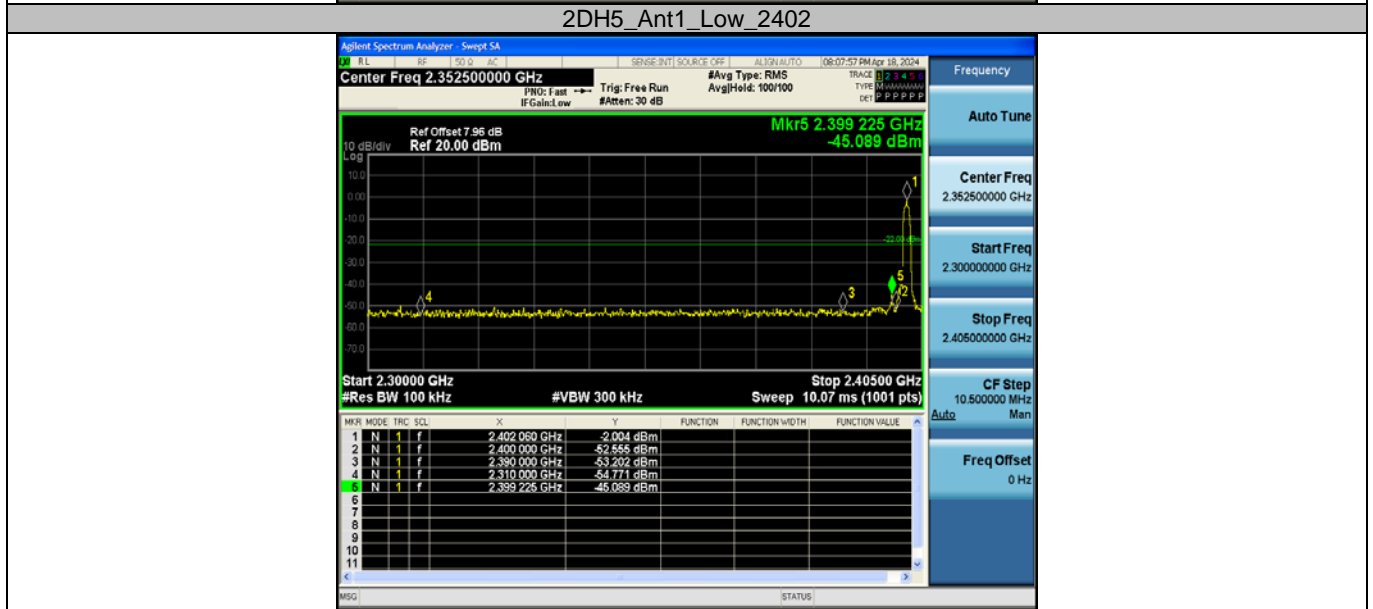 2DH5_Ant1_Low_2402
Agilent Spectrum Analyzer - Swept SA
RL RF 50 Ω AC SENSE:INT SOURCE OFF ALIGN AUTO 08:07:57 PM Apr 18, 2024
Center Freq 2.352500000 GHz
PNO: Fast
IFGain:Low
Trig: Free Run
#Atten: 30 dB
#Avg Type: RMS
Avg|Hold: 100/100
TRACE 1 2 3 4 5 6
TYPE M
DET P P P P P P
Mkr5 2.399 225 GHz
-45.089 dBm
Ref Offset 7.96 dB
Ref 20.00 dBm
10 dB/div
Log
10.0
0.00
-10.0
-20.0
-30.0
-40.0
-50.0
-60.0
-70.0
-22.00 dBm
1
5
2
3
4
Start 2.30000 GHz
Stop 2.40500 GHz
#Res BW 100 kHz
#VBW 300 kHz
Sweep 10.07 ms (1001 pts)
MKR MODE TRC SCL X Y FUNCTION FUNCTION WIDTH FUNCTION VALUE
1 N 1 f 2.402 060 GHz -2.004 dBm
2 N 1 f 2.400 000 GHz -52.555 dBm
3 N 1 f 2.390 000 GHz -53.202 dBm
4 N 1 f 2.310 000 GHz -54.771 dBm
5 N 1 f 2.399 225 GHz -45.089 dBm
6
7
8
9
10
11
MSG
STATUS
Frequency
Auto Tune
Center Freq
2.352500000 GHz
Start Freq
2.300000000 GHz
Stop Freq
2.405000000 GHz
CF Step
10.500000 MHz
Auto Man
Freq Offset
0 Hz